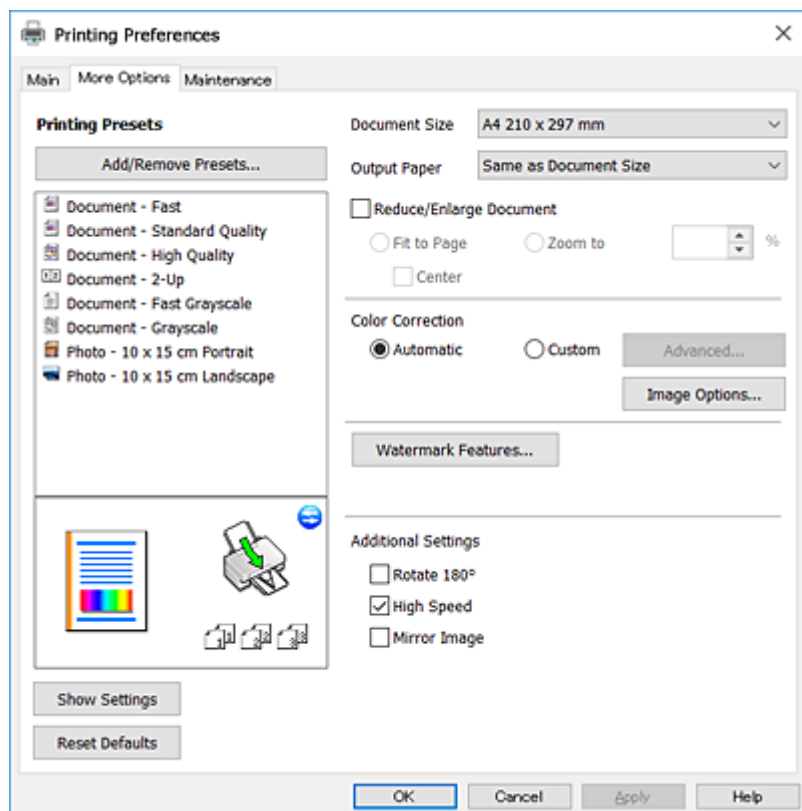 Printing Preferences
Main More Options Maintenance
Printing Presets
Add/Remove Presets...
Document - Fast
Document - Standard Quality
Document - High Quality
Document - 2-Up
Document - Fast Grayscale
Document - Grayscale
Photo - 10 x 15 cm Portrait
Photo - 10 x 15 cm Landscape
Show Settings
Reset Defaults
Document Size A4 210 x 297 mm
Output Paper Same as Document Size
Reduce/Enlarge Document
Fit to Page Zoom to %
Center
Color Correction
Automatic Custom Advanced...
Image Options...
Watermark Features...
Additional Settings
Rotate 180°
High Speed
Mirror Image
OK Cancel Apply Help